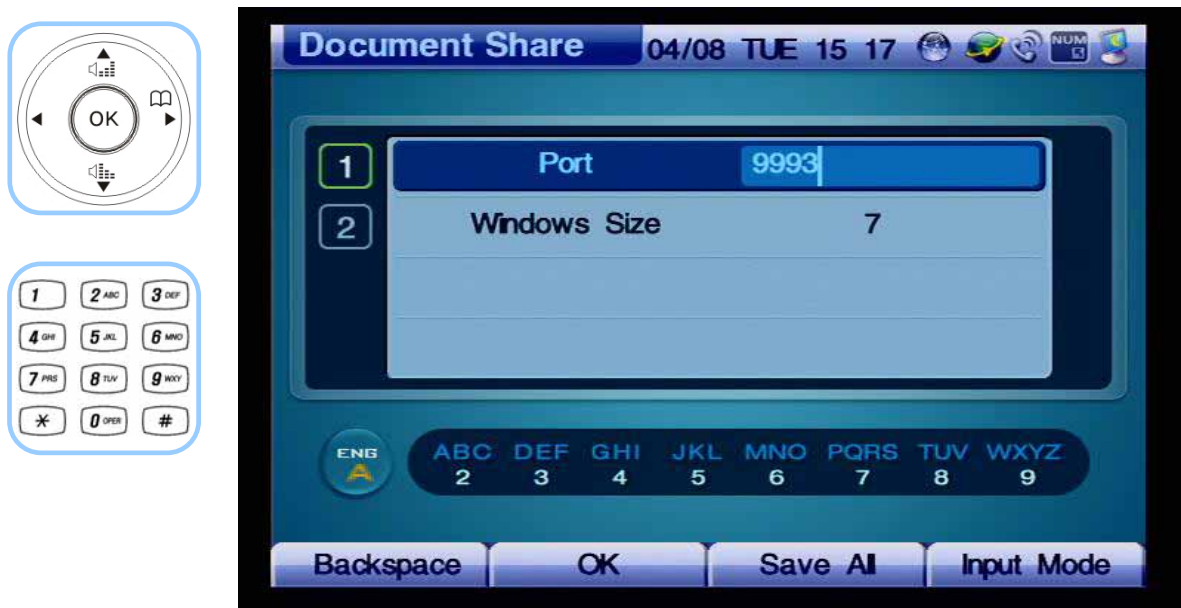 OK
1 2 ABC 3 DEF
4 GHI 5 JKL 6 MNO
7 PRS 8 TUV 9 WXY
* 0 OPER #
Document Share 04/08 TUE 15 17 NUM
1 Port 9993
2 Windows Size 7
ENG A ABC DEF GHI JKL MNO PQRS TUV WXYZ
2 3 4 5 6 7 8 9
Backspace OK Save All Input Mode